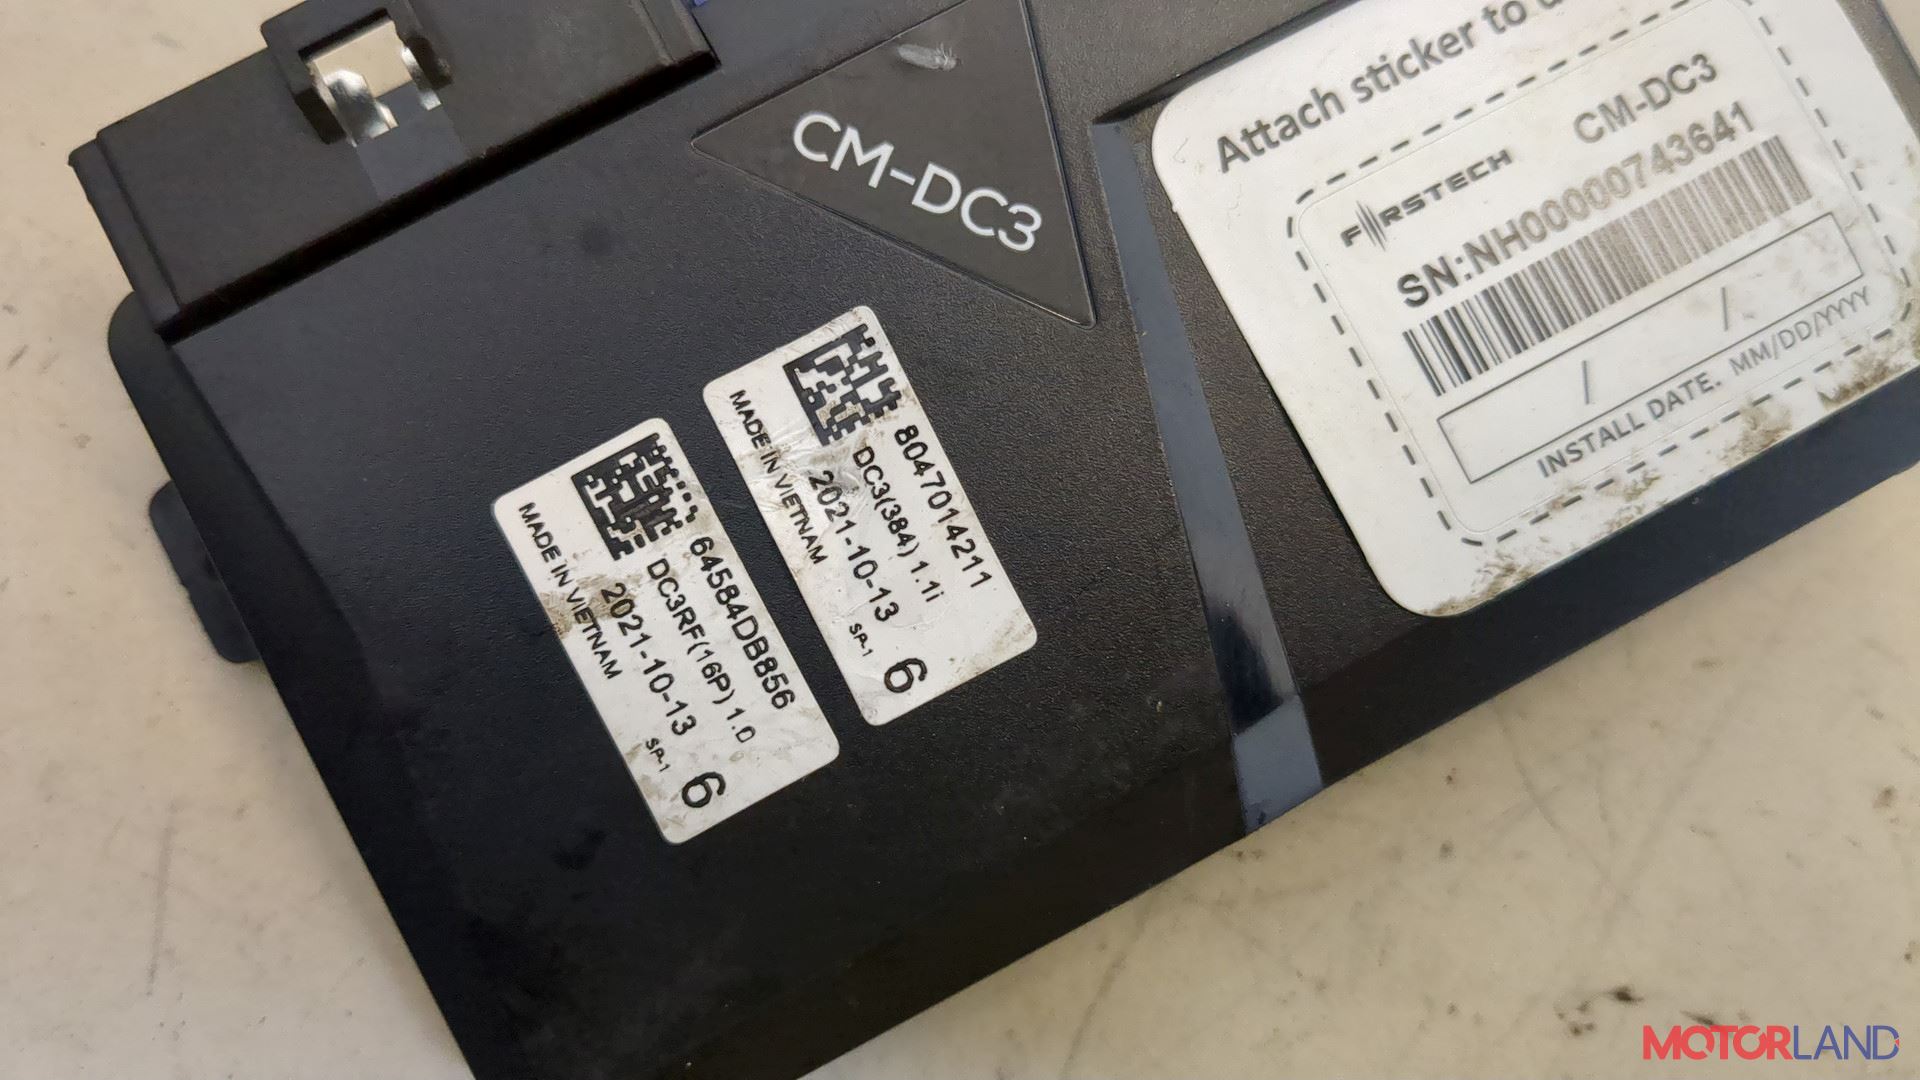 CM-DC3
Attach sticker to
FIRSTECH
CM-DC3
SN:NH0000074364​1
/ /
INSTALL DATE. MM/DD/YYYY
8047014211
DC3(384) 1.1i
2021-10-13
MADE IN VIETNAM
SP-1
6
64584DB856
DC3RF(16P) 1.0
2021-10-13
MADE IN VIETNAM
SP-1
6
MOTORLAND